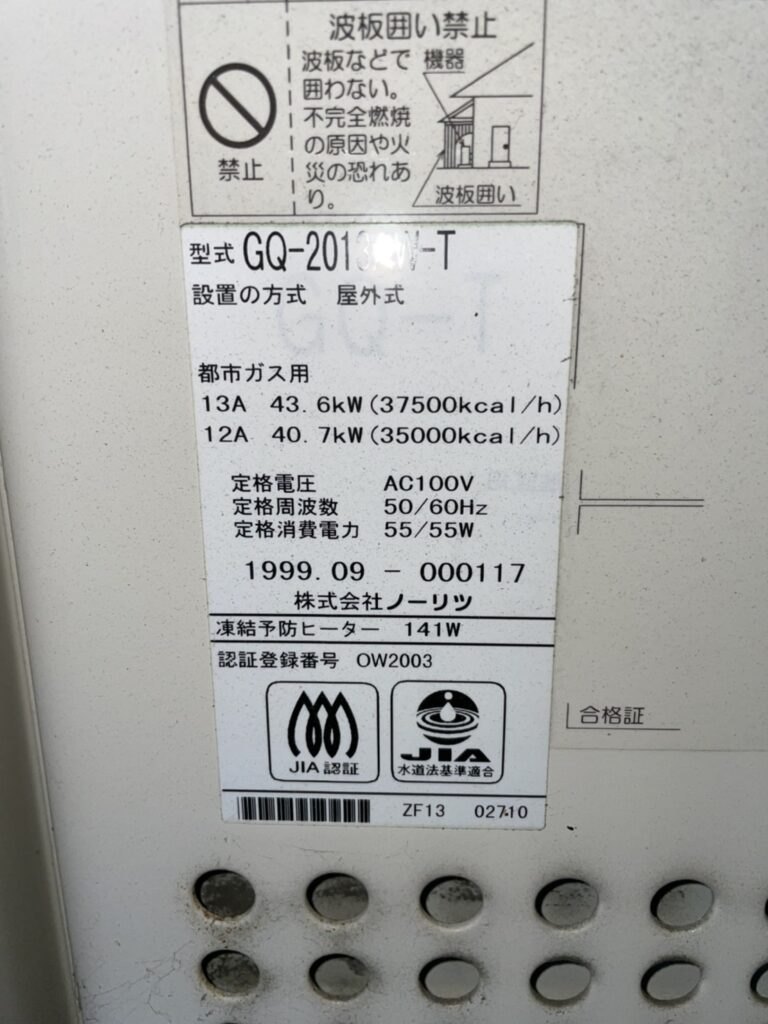 波板囲い禁止
波板などで
囲わない。
不完全燃焼
の原因や火
災の恐れあ
り。
機器
波板囲い
禁止
型式
設置の方式 屋外式
都市ガス用
13A 43.6kW(37500kcal/h)
12A 40.7kW(35000kcal/h)
定格電圧 AC100V
定格周波数 50/60Hz
定格消費電力 55/55W
1999.09 - 000117
株式会社ノーリツ
凍結予防ヒーター 141W
認証登録番号 OW2003
JIA認証
JIA
水道法基準適合
ZF13 02710
合格証